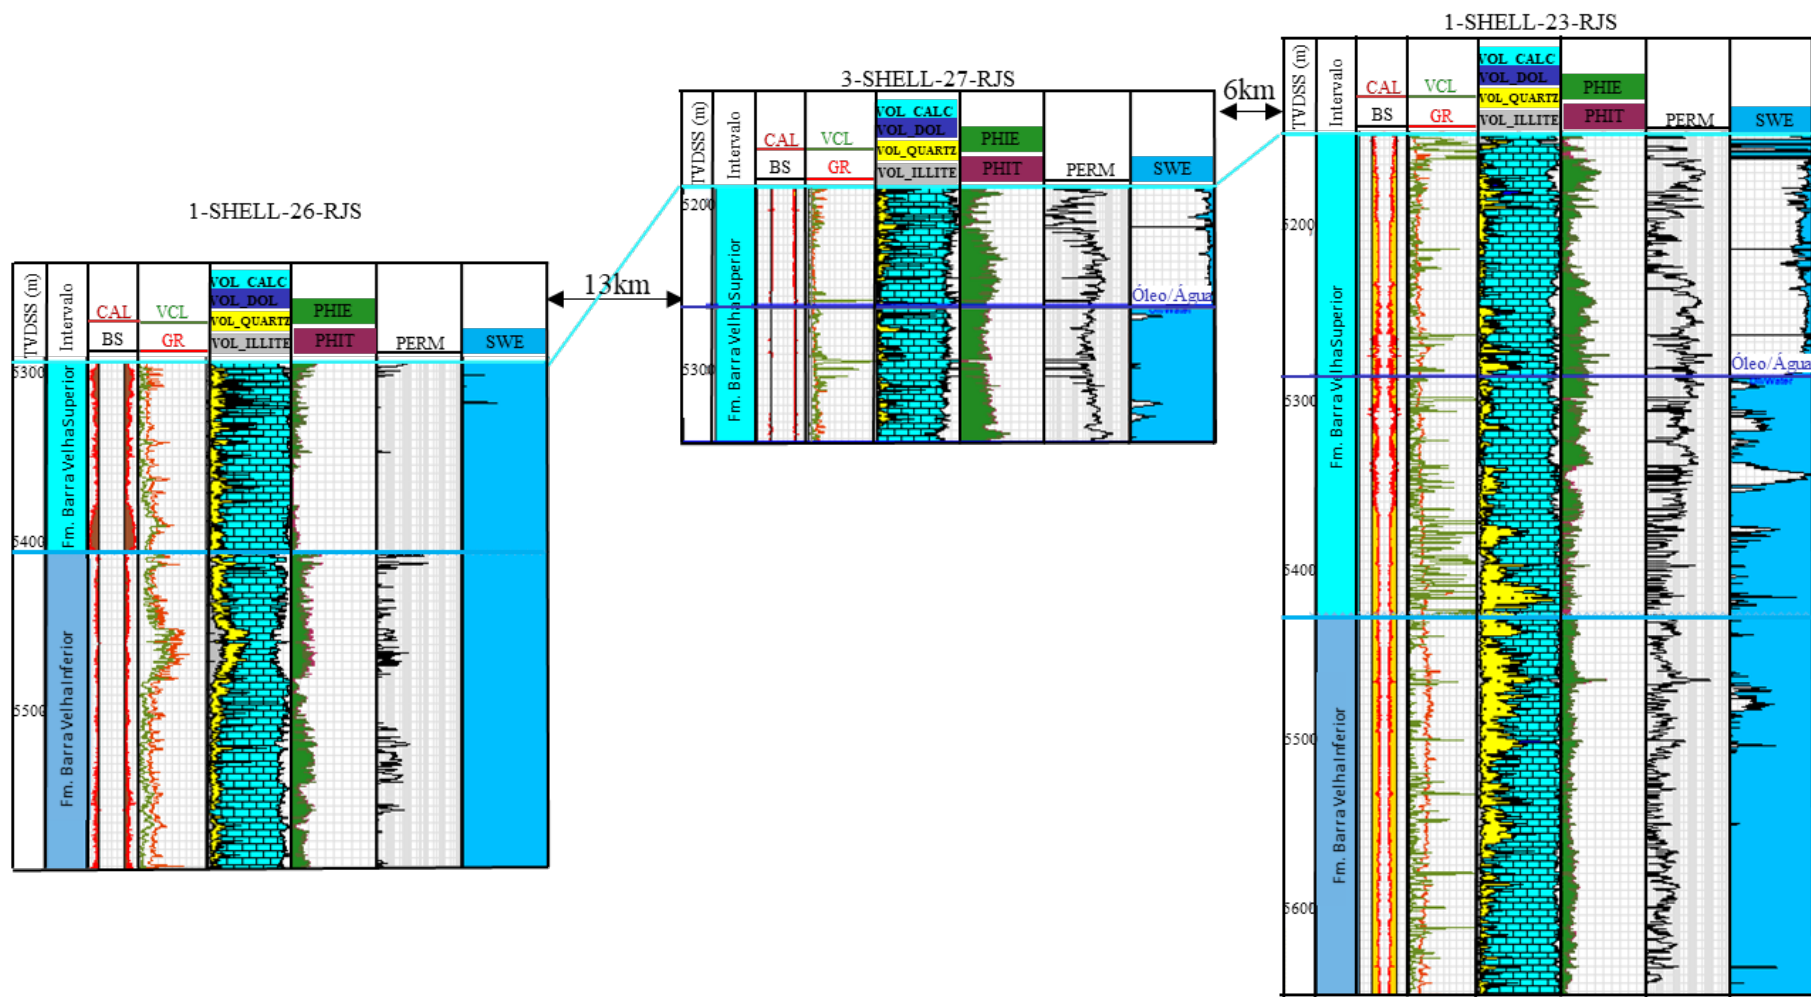 1-SHELL-26-RJS
TVDSS (m)
Intervalo
CAL
BS
VCL
GR
VOL_CALC
VOL_DOL
VOL_QUARTZ
VOL_ILLITE
PHIE
PHIT
PERM
SWE
5300
5400
5500
Fm. Barra Velha Superior
Fm. Barra Velha Inferior
13km
3-SHELL-27-RJS
TVDSS (m)
Intervalo
CAL
BS
VCL
GR
VOL_CALC
VOL_DOL
VOL_QUARTZ
VOL_ILLITE
PHIE
PHIT
PERM
SWE
5200
5300
Fm. Barra Velha Superior
Óleo/Água
6km
1-SHELL-23-RJS
TVDSS (m)
Intervalo
CAL
BS
VCL
GR
VOL_CALC
VOL_DOL
VOL_QUARTZ
VOL_ILLITE
PHIE
PHIT
PERM
SWE
5200
5300
5400
5500
5600
Fm. Barra Velha Superior
Fm. Barra Velha Inferior
Óleo/Água